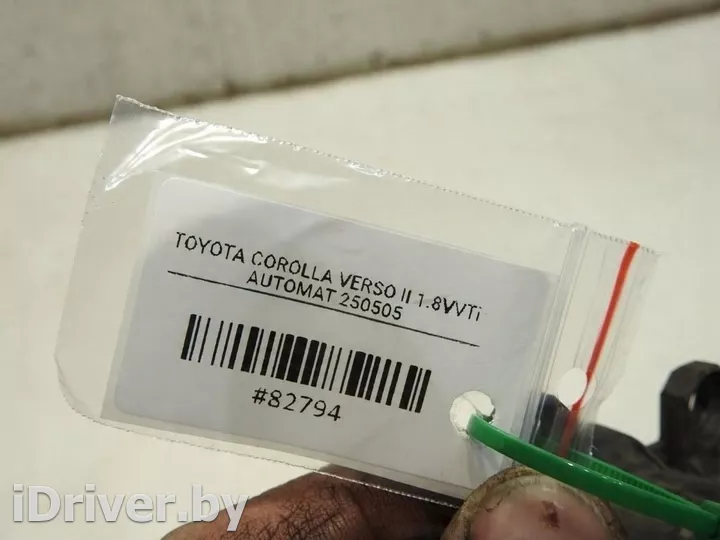 TOYOTA COROLLA VERSO II 1.8VVTi
AUTOMAT 250505
#82794
iDriver.by